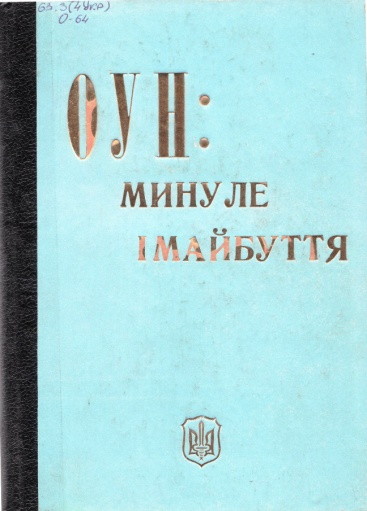 63.3(4Укр)
О-64
ОУН:
МИНУЛЕ
І МАЙБУТТЯ